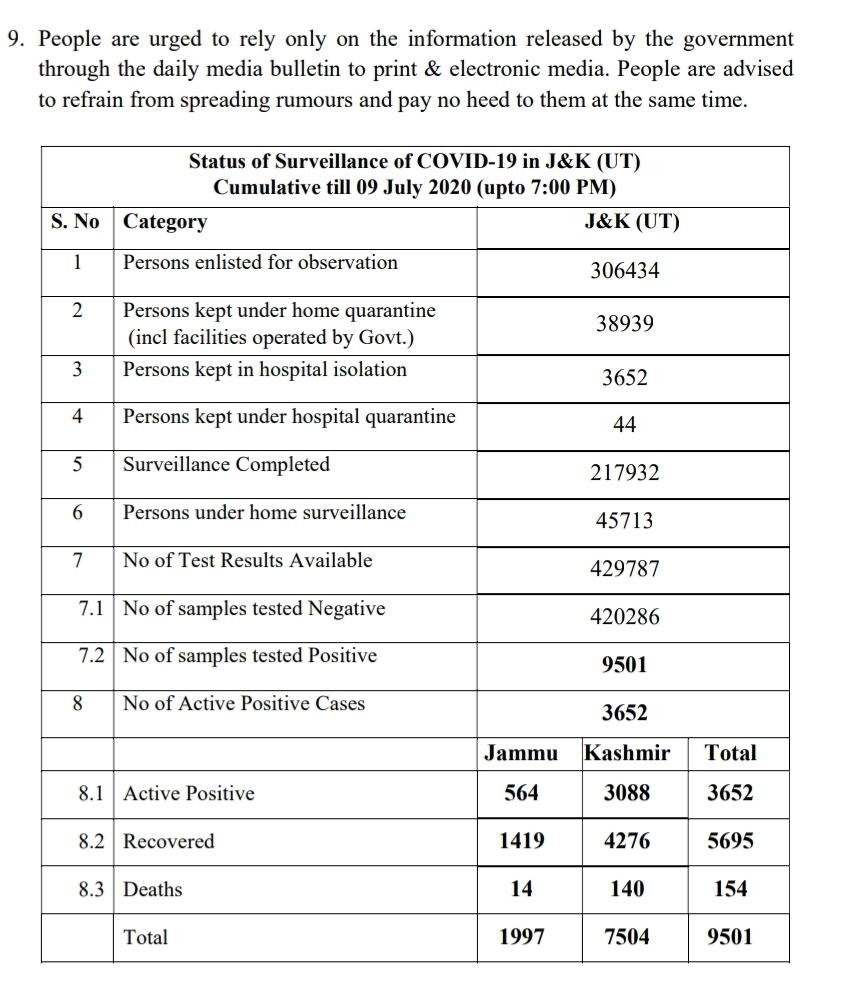 9. People are urged to rely only on the information released by the government
through the daily media bulletin to print & electronic media. People are advised
to refrain from spreading rumours and pay no heed to them at the same time.
Status of Surveillance of COVID-19 in J&K (UT)
Cumulative till 09 July 2020 (upto 7:00 PM)
S. No Category J&K (UT)
1 Persons enlisted for observation 306434
2 Persons kept under home quarantine
(incl facilities operated by Govt.) 38939
3 Persons kept in hospital isolation 3652
4 Persons kept under hospital quarantine 44
5 Surveillance Completed 217932
6 Persons under home surveillance 45713
7 No of Test Results Available 429787
7.1 No of samples tested Negative 420286
7.2 No of samples tested Positive 9501
8 No of Active Positive Cases 3652
Jammu Kashmir Total
8.1 Active Positive 564 3088 3652
8.2 Recovered 1419 4276 5695
8.3 Deaths 14 140 154
Total 1997 7504 9501